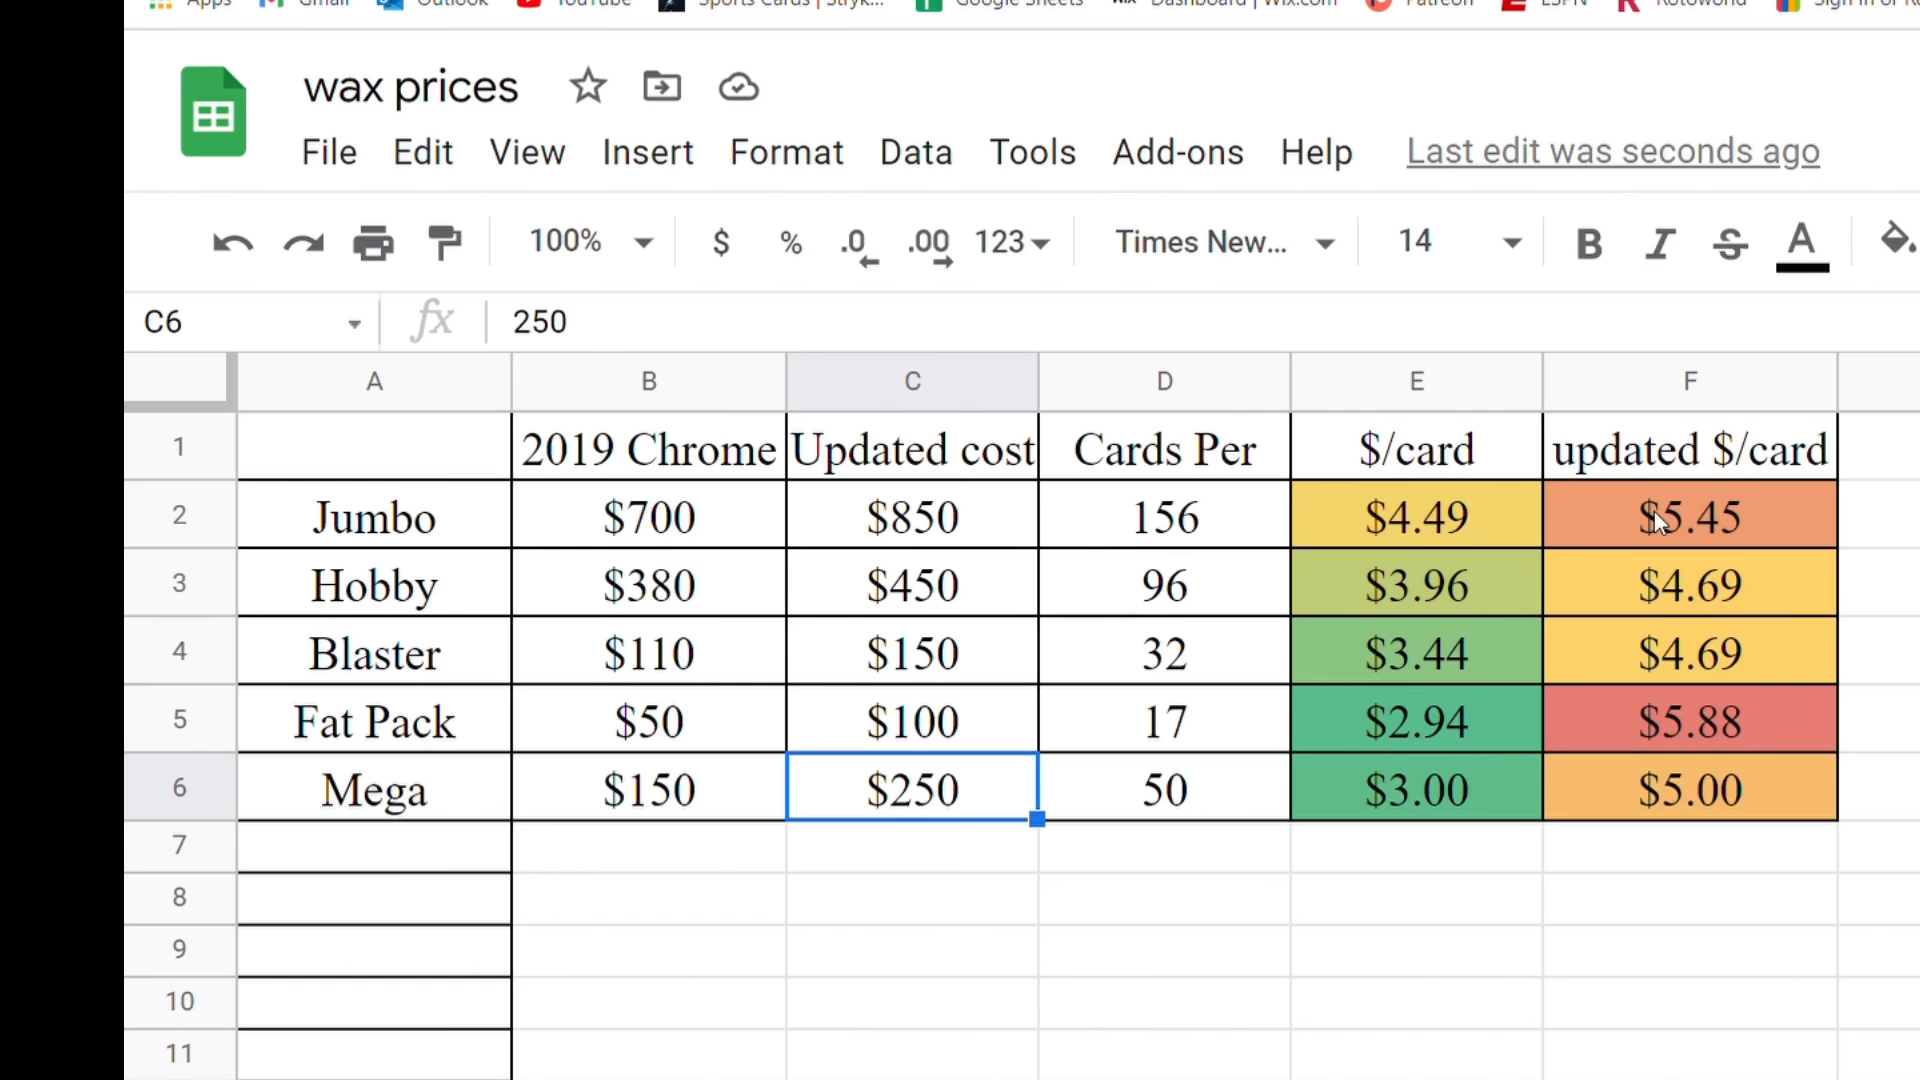 Apps Gmail Outlook YouTube Sports Cards | Stryk... Google Sheets Dashboard | Wix.com Patreon ESPN Rotoworld Sign in or
wax prices
File Edit View Insert Format Data Tools Add-ons Help Last edit was seconds ago
100% $ % .0 .00 123 Times New... 14 B I S A
C6 fx 250
A B C D E F
1 2019 Chrome Updated cost Cards Per $/card updated $/card
2 Jumbo $700 $850 156 $4.49 $5.45
3 Hobby $380 $450 96 $3.96 $4.69
4 Blaster $110 $150 32 $3.44 $4.69
5 Fat Pack $50 $100 17 $2.94 $5.88
6 Mega $150 $250 50 $3.00 $5.00
7
8
9
10
11